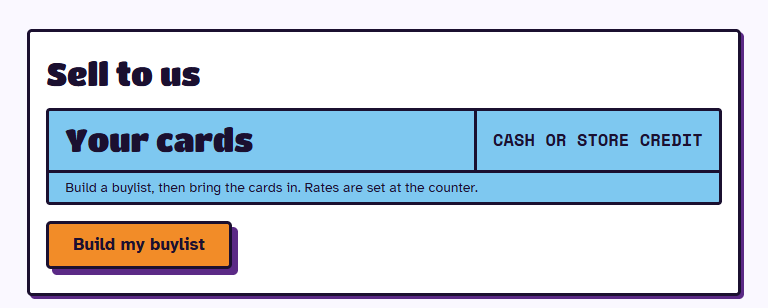 Sell to us
Your cards
CASH OR STORE CREDIT
Build a buylist, then bring the cards in. Rates are set at the counter.
Build my buylist